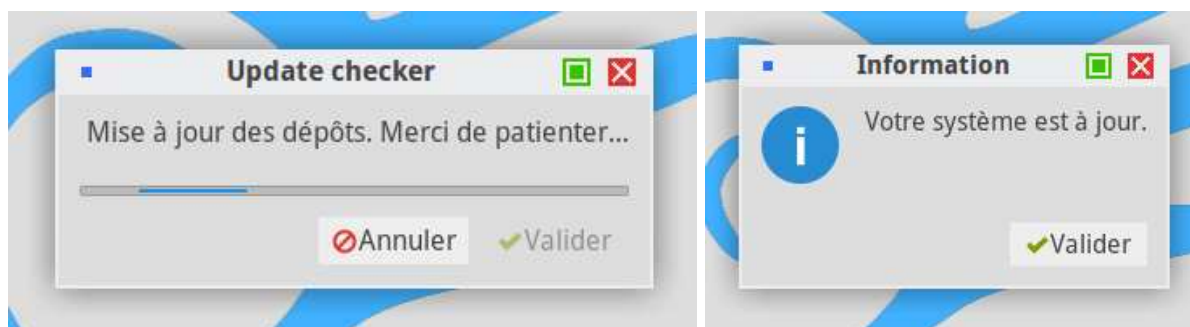 Update checker
Mise à jour des dépôts. Merci de patienter...
Annuler Valider
Information
Votre système est à jour.
Valider